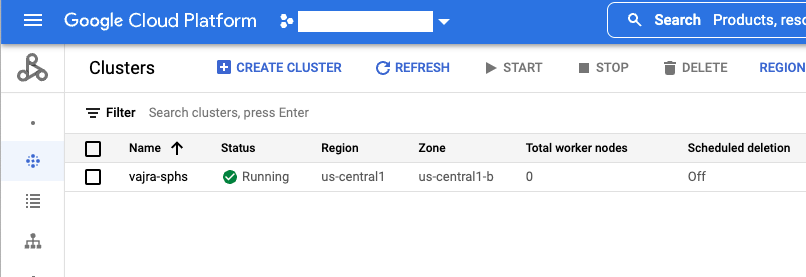 Google Cloud Platform Search Products, reso
Clusters CREATE CLUSTER REFRESH START STOP DELETE REGION
Filter Search clusters, press Enter
Name Status Region Zone Total worker nodes Scheduled deletion
vajra-sphs Running us-central1 us-central1-b 0 Off